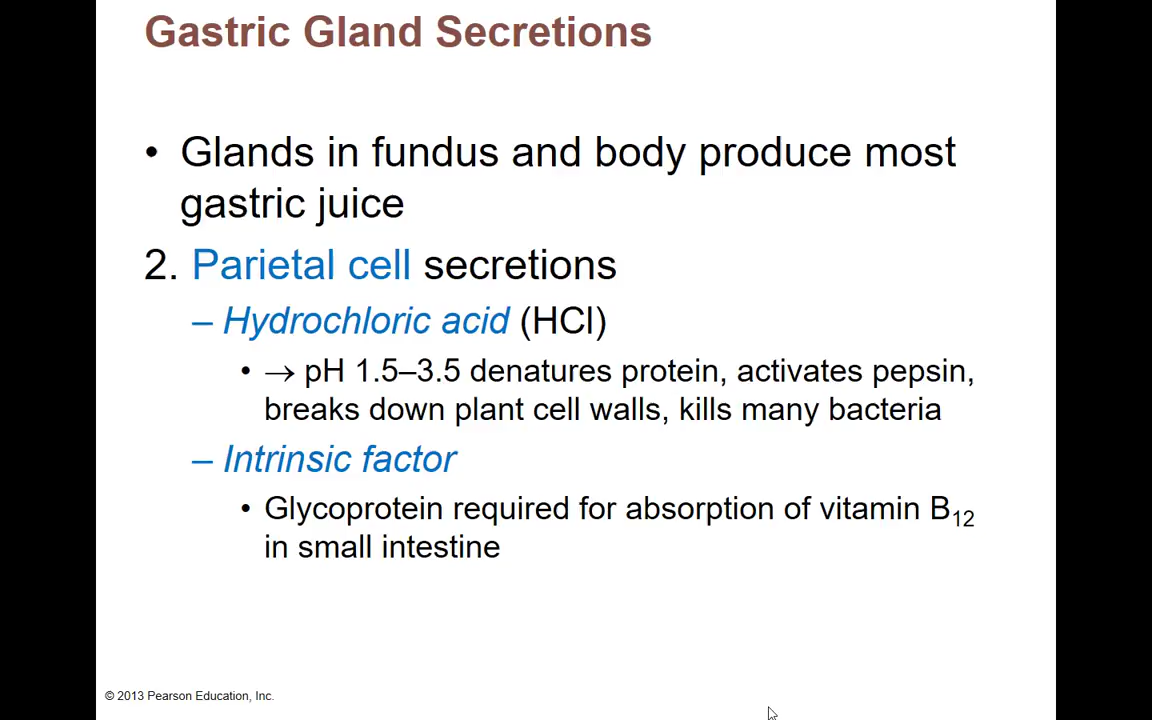 Gastric Gland Secretions
• Glands in fundus and body produce most
gastric juice
2. Parietal cell secretions
– Hydrochloric acid (HCl)
• → pH 1.5–3.5 denatures protein, activates pepsin,
breaks down plant cell walls, kills many bacteria
– Intrinsic factor
• Glycoprotein required for absorption of vitamin B₁₂
in small intestine
© 2013 Pearson Education, Inc.